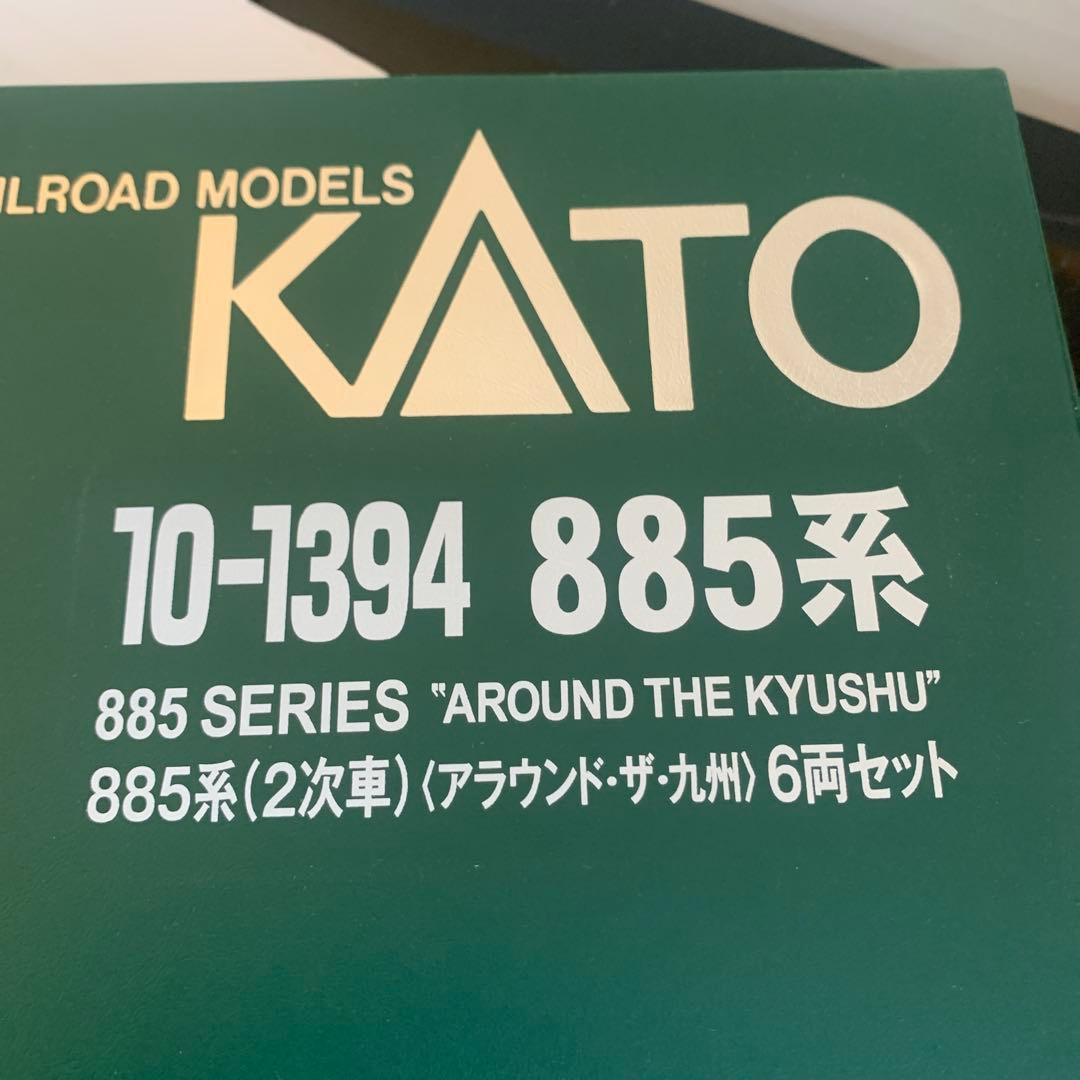 ILROAD MODELS
KATO
10-1394 885系
885 SERIES “AROUND THE KYUSHU”
885系(2次車)〈アラウンド・ザ・九州〉6両セット